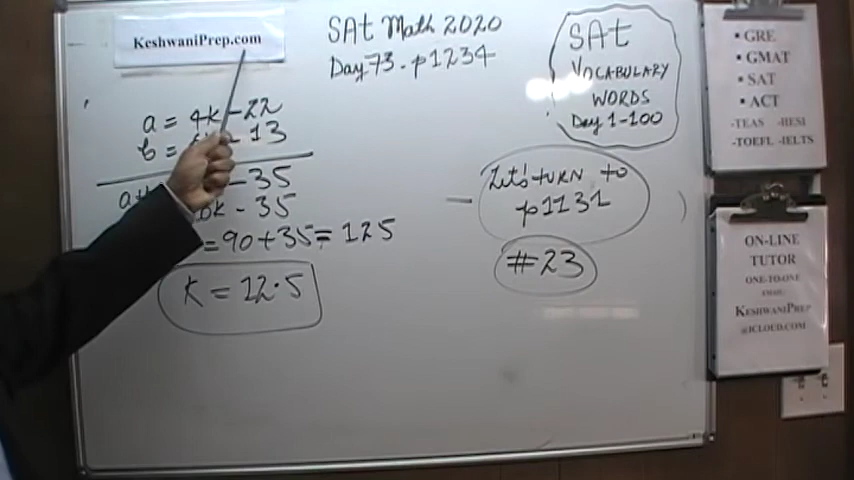 KeshwaniPrep.com
SAt Math 2020
Day 73 - p1234
SAt
VOCABULARY
WORDS
Day 1-100
a = 4k - 22
b = - 13
- 35
- 35
= 90 + 35 = 125
k = 12.5
Let's turn to
p1131
#23
• GRE
• GMAT
• SAT
• ACT
-TEAS -HESI
-TOEFL -IELTS
ON-LINE
TUTOR
ONE-TO-ONE
EMAIL
KESHWANIPREP
@ICLOUD.COM